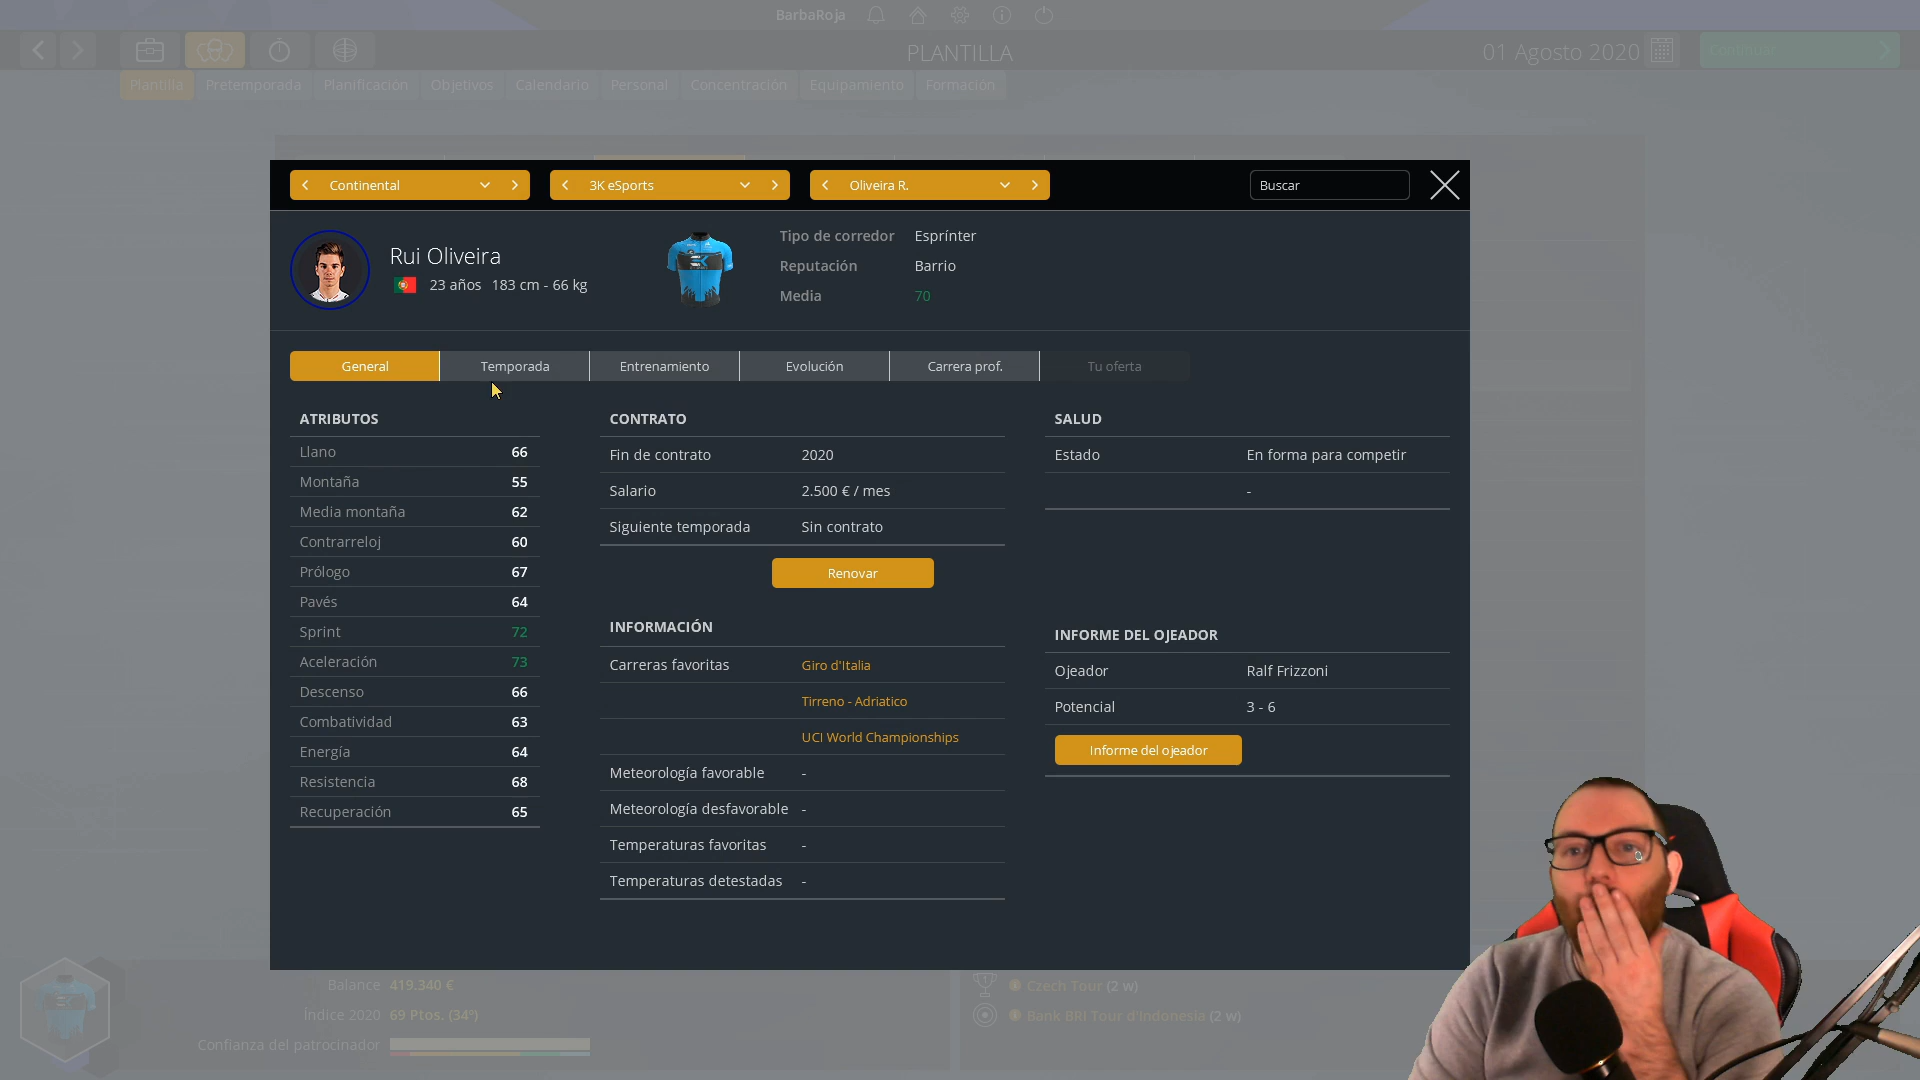 BarbaRoja
PLANTILLA
01 Agosto 2020
Continuar
Plantilla
Pretemporada
Planificación
Objetivos
Calendario
Personal
Concentración
Equipamiento
Formación
Continental
3K eSports
Oliveira R.
Buscar
Rui Oliveira
23 años 183 cm - 66 kg
Tipo de corredor Esprínter
Reputación Barrio
Media 70
General
Temporada
Entrenamiento
Evolución
Carrera prof.
Tu oferta
ATRIBUTOS
Llano 66
Montaña 55
Media montaña 62
Contrarreloj 60
Prólogo 67
Pavés 64
Sprint 72
Aceleración 73
Descenso 66
Combatividad 63
Energía 64
Resistencia 68
Recuperación 65
CONTRATO
Fin de contrato 2020
Salario 2.500 € / mes
Siguiente temporada Sin contrato
Renovar
INFORMACIÓN
Carreras favoritas Giro d'Italia
Tirreno - Adriatico
UCI World Championships
Meteorología favorable -
Meteorología desfavorable -
Temperaturas favoritas -
Temperaturas detestadas -
SALUD
Estado En forma para competir
-
INFORME DEL OJEADOR
Ojeador Ralf Frizzoni
Potencial 3 - 6
Informe del ojeador
Balance 419.340 €
Índice 2020 69 Ptos. (34º)
Confianza del patrocinador
Czech Tour (2 w)
Bank BRI Tour d'Indonesia (2 w)